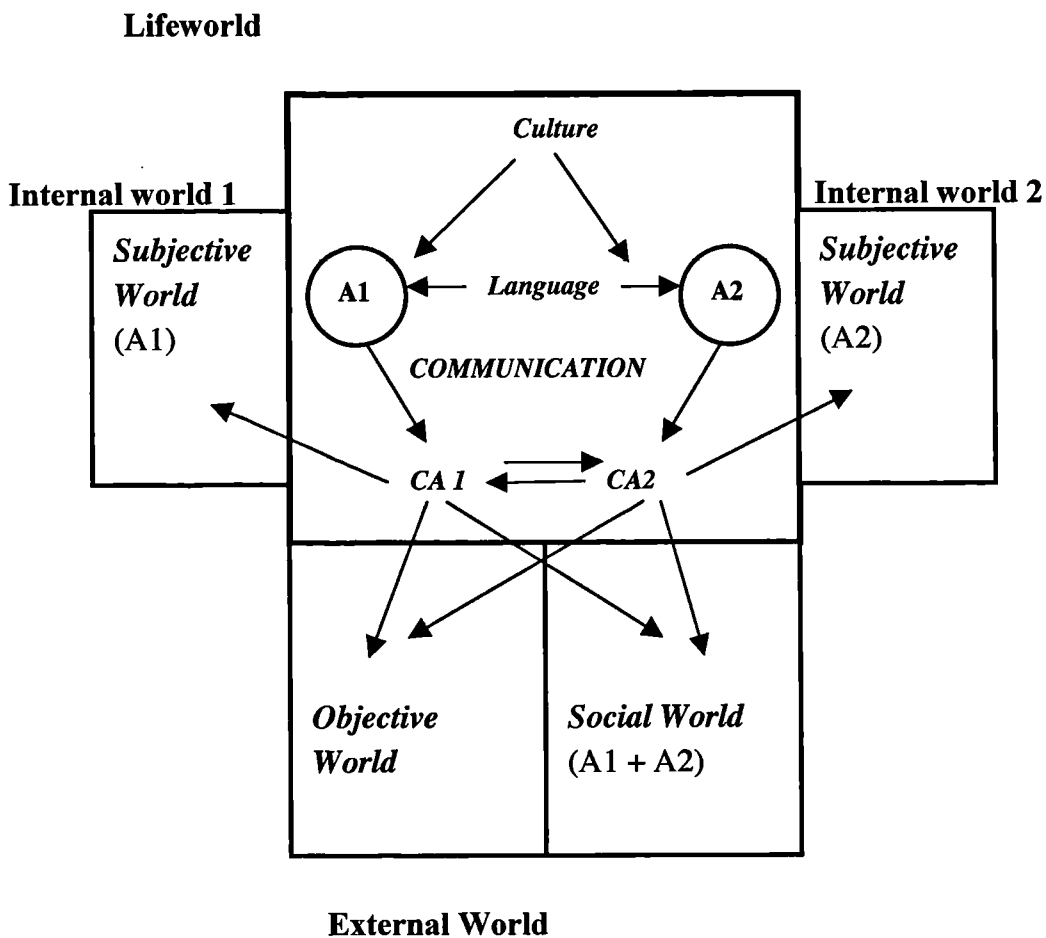 Lifeworld
Culture
Internal world 1
Internal world 2
Subjective
World
(A1)
A1
Language
A2
Subjective
World
(A2)
COMMUNICATION
CA 1
CA2
Objective
World
Social World
(A1 + A2)
External World